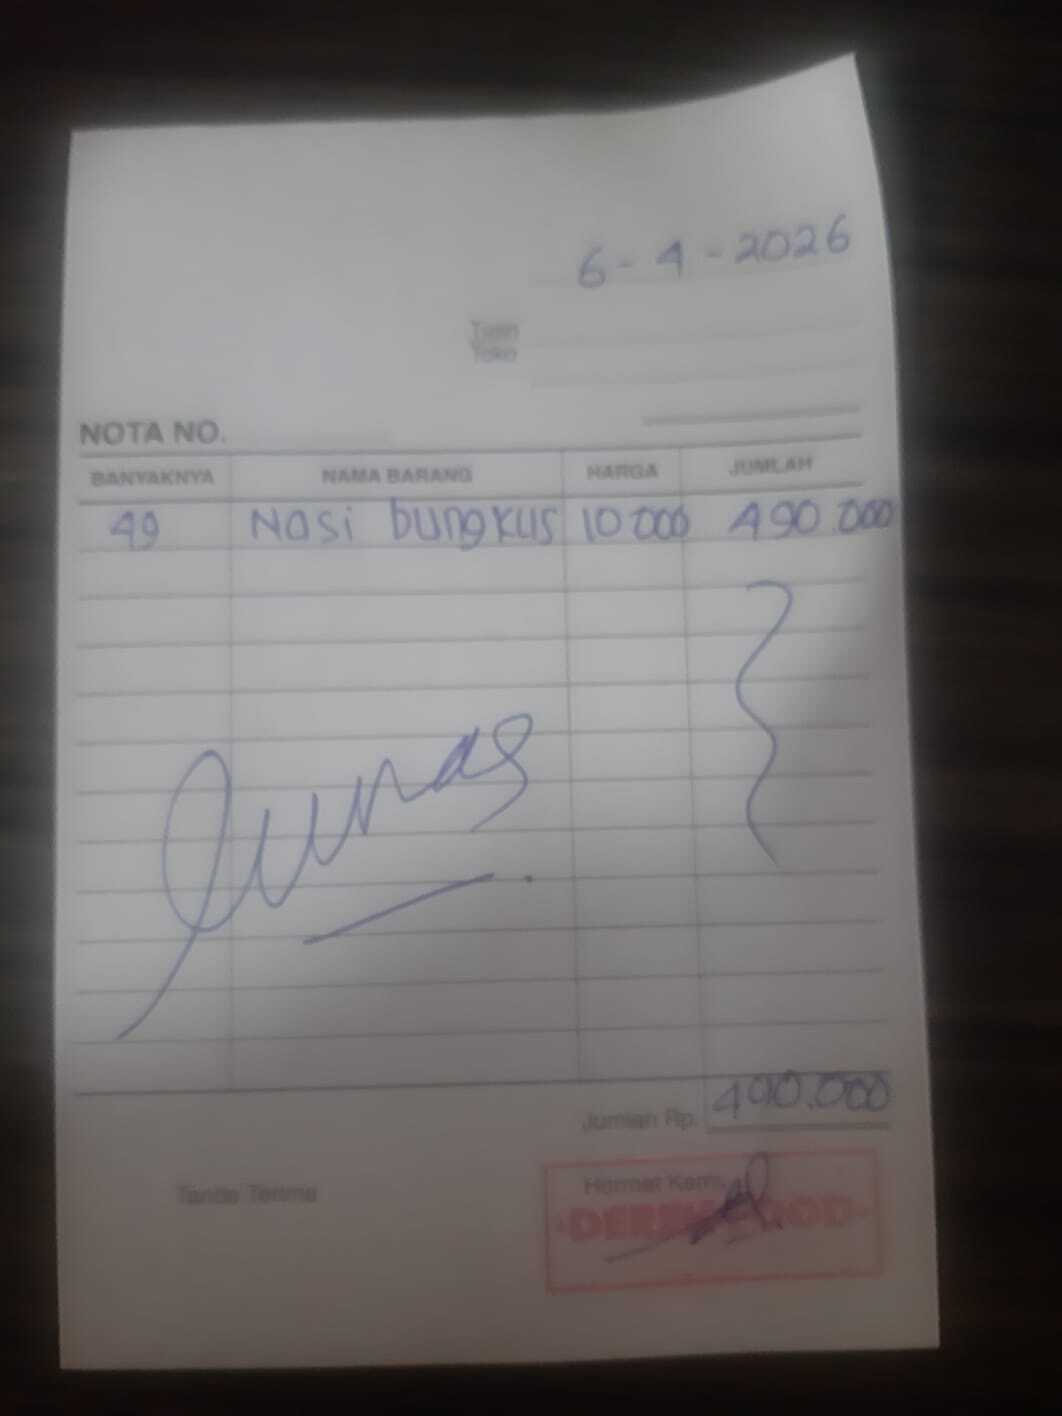 6-4-2026
Tuan
Toko
NOTA NO.
BANYAKNYA NAMA BARANG HARGA JUMLAH
49 Nasi bungkus 10.000 490.000
Lunas
Jumlah Rp. 490.000
Tanda Terima Hormat Kami,